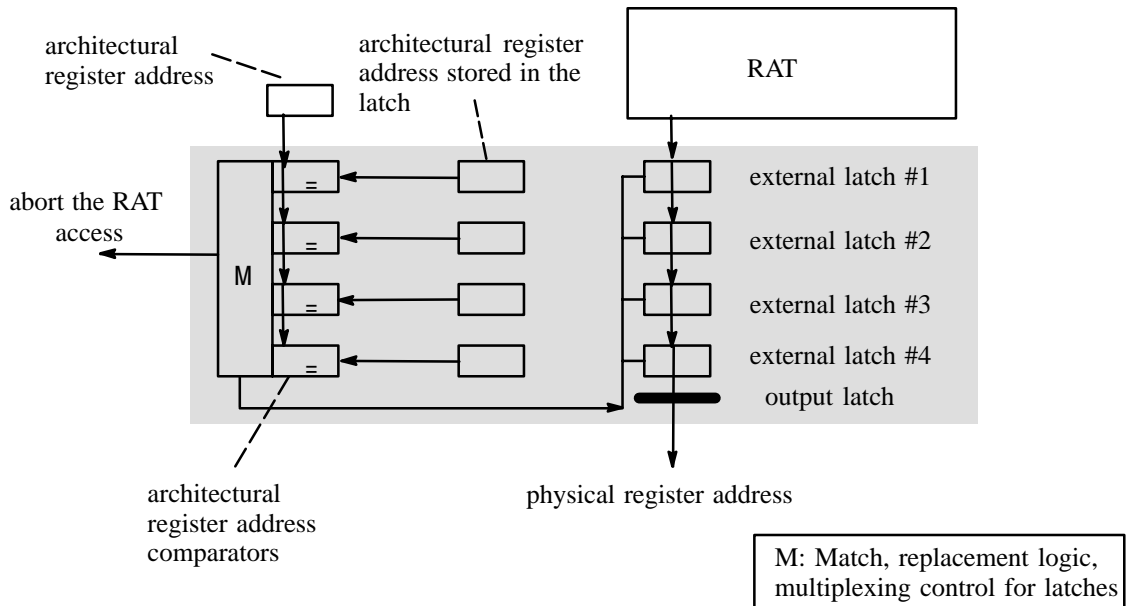 architectural
register address
architectural register
address stored in the
latch
RAT
abort the RAT
access
M
=
=
=
=
external latch #1
external latch #2
external latch #3
external latch #4
output latch
architectural
register address
comparators
physical register address
M: Match, replacement logic,
multiplexing control for latches